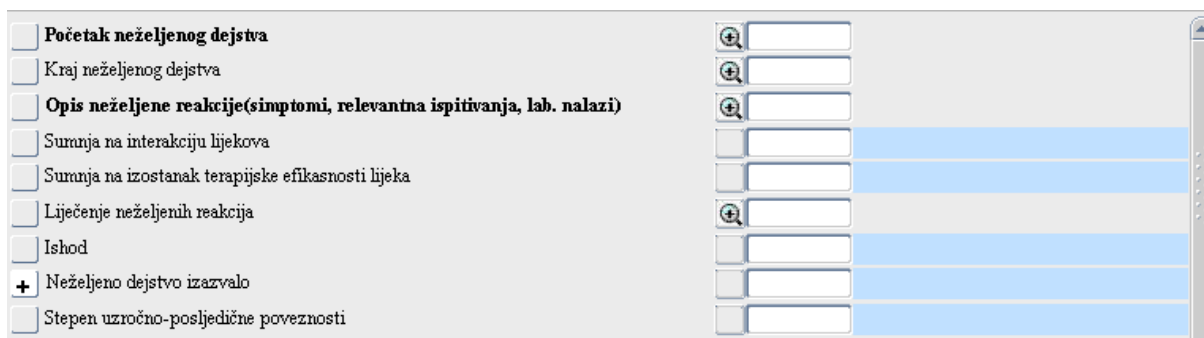 Početak neželjenog dejstva
Kraj neželjenog dejstva
Opis neželjene reakcije(simptomi, relevantna ispitivanja, lab. nalazi)
Sumnja na interakciju lijekova
Sumnja na izostanak terapijske efikasnosti lijeka
Liječenje neželjenih reakcija
Ishod
Neželjeno dejstvo izazvalo
Stepen uzročno-posljedične poveznosti